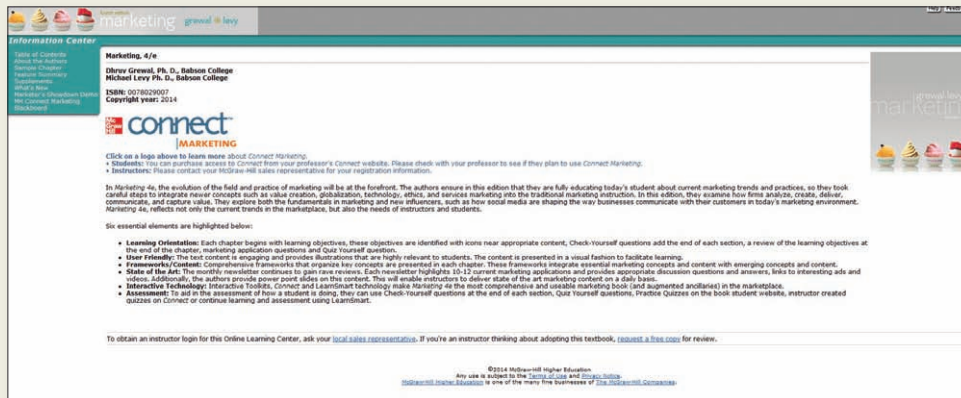 marketing grewal levy
Help
Information Center
Table of Contents
About the Authors
Sample Chapter
Feature Summary
Supplements
What's New
Marketer's Showdown Demo
MH Connect Marketing
Blackboard
Marketing, 4/e
Dhruv Grewal, Ph. D., Babson College
Michael Levy Ph. D., Babson College
ISBN: 0078029007
Copyright year: 2014
Mc
Graw
Hill
connect
MARKETING
grewal levy
marketing
Click on a logo above to learn more about Connect Marketing.
• Students: You can purchase access to Connect from your professor's Connect website. Please check with your professor to see if they plan to use Connect Marketing.
• Instructors: Please contact your McGraw-Hill sales representative for your registration information.
In Marketing 4e, the evolution of the field and practice of marketing will be at the forefront. The authors ensure in this edition that they are fully educating today's student about current marketing trends and practices, so they took
careful steps to integrate newer concepts such as value creation, globalization, technology, ethics, and services marketing into the traditional marketing instruction. In this edition, they examine how firms analyze, create, deliver,
communicate, and capture value. They explore both the fundamentals in marketing and new influencers, such as how social media are shaping the way businesses communicate with their customers in today's marketing environment.
Marketing 4e, reflects not only the current trends in the marketplace, but also the needs of instructors and students.
Six essential elements are highlighted below:
• Learning Orientation: Each chapter begins with learning objectives, these objectives are identified with icons near appropriate content, Check-Yourself questions add the end of each section, a review of the learning objectives at
the end of the chapter, marketing application questions and Quiz Yourself question.
• User Friendly: The text content is engaging and provides illustrations that are highly relevant to students. The content is presented in a visual fashion to facilitate learning.
• Frameworks/Content: Comprehensive frameworks that organize key concepts are presented in each chapter. These frameworks integrate essential marketing concepts and content with emerging concepts and content.
• State of the Art: The monthly newsletter continues to gain rave reviews. Each newsletter highlights 10-12 current marketing applications and provides appropriate discussion questions and answers, links to interesting ads and
videos. Additionally, the authors provide power point slides on this content. This will enable instructors to deliver state of the art marketing content on a daily basis.
• Interactive Technology: Interactive Toolkits, Connect and LearnSmart technology make Marketing 4e the most comprehensive and useable marketing book (and augmented ancillaries) in the marketplace.
• Assessment: To aid in the assessment of how a student is doing, they can use Check-Yourself questions at the end of each section, Quiz Yourself questions, Practice Quizzes on the book student website, instructor created
quizzes on Connect or continue learning and assessment using LearnSmart.
To obtain an instructor login for this Online Learning Center, ask your local sales representative. If you're an instructor thinking about adopting this textbook, request a free copy for review.
©2014 McGraw-Hill Higher Education
Any use is subject to the Terms of Use and Privacy Notice.
McGraw-Hill Higher Education is one of the many fine businesses of The McGraw-Hill Companies.